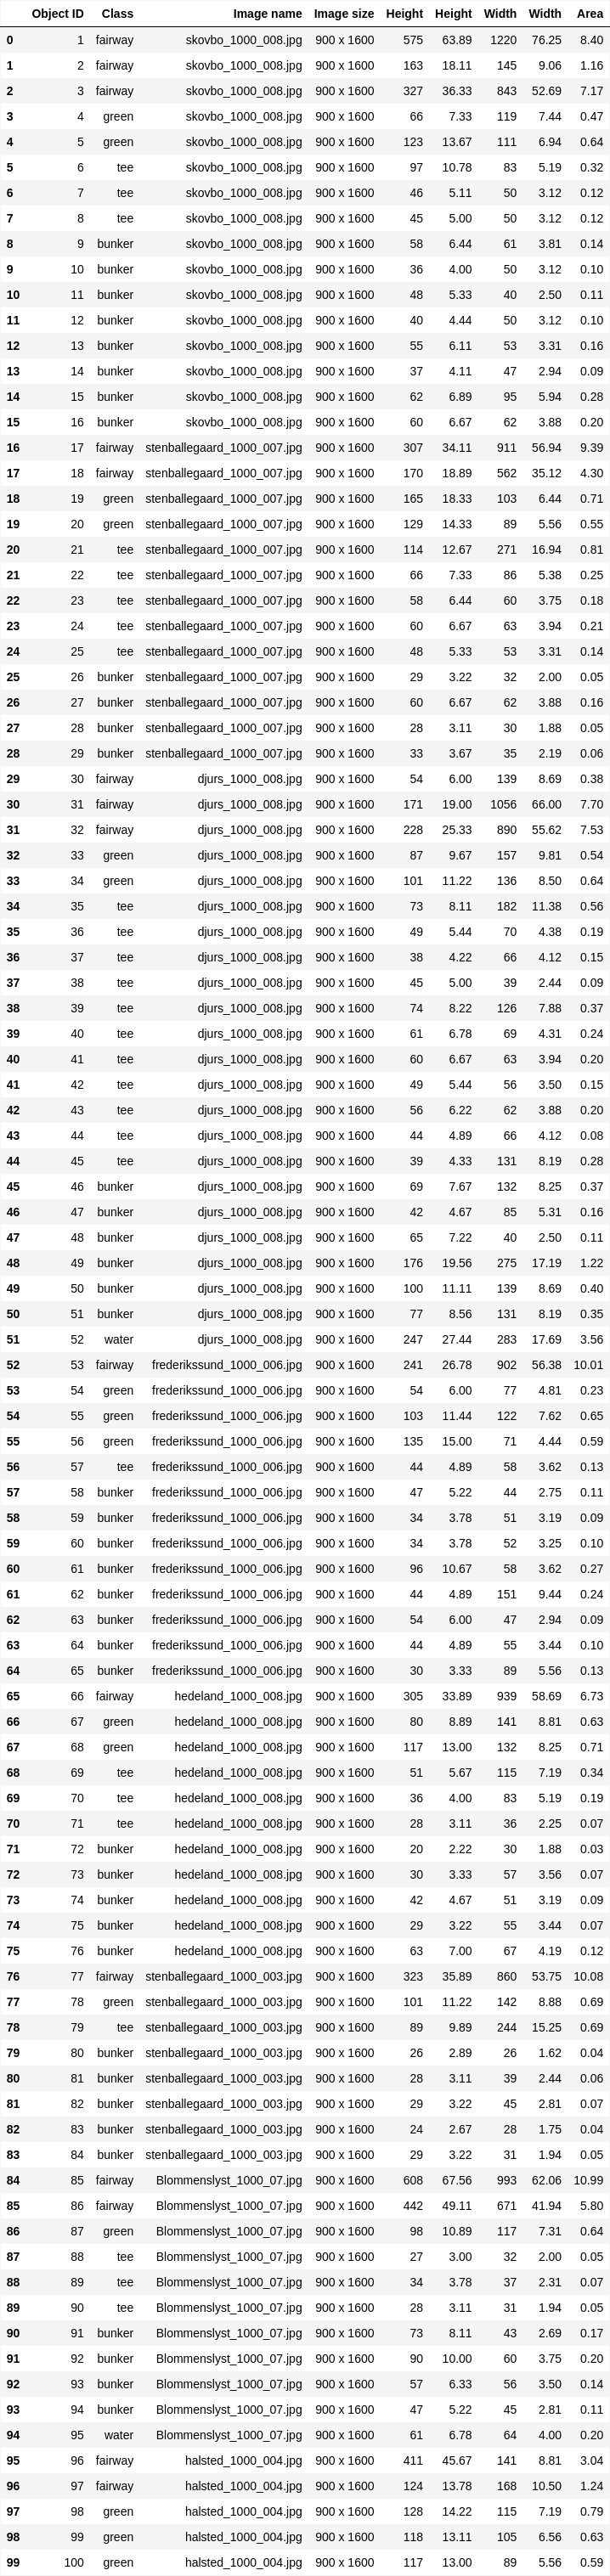 Object ID Class Image name Image size Height Height Width Width Area
0 1 fairway skovbo_1000_008.jpg 900 x 1600 575 63.89 1220 76.25 8.40
1 2 fairway skovbo_1000_008.jpg 900 x 1600 163 18.11 145 9.06 1.16
2 3 fairway skovbo_1000_008.jpg 900 x 1600 327 36.33 843 52.69 7.17
3 4 green skovbo_1000_008.jpg 900 x 1600 66 7.33 119 7.44 0.47
4 5 green skovbo_1000_008.jpg 900 x 1600 123 13.67 111 6.94 0.64
5 6 tee skovbo_1000_008.jpg 900 x 1600 97 10.78 83 5.19 0.32
6 7 tee skovbo_1000_008.jpg 900 x 1600 46 5.11 50 3.12 0.12
7 8 tee skovbo_1000_008.jpg 900 x 1600 45 5.00 50 3.12 0.12
8 9 bunker skovbo_1000_008.jpg 900 x 1600 58 6.44 61 3.81 0.14
9 10 bunker skovbo_1000_008.jpg 900 x 1600 36 4.00 50 3.12 0.10
10 11 bunker skovbo_1000_008.jpg 900 x 1600 48 5.33 40 2.50 0.11
11 12 bunker skovbo_1000_008.jpg 900 x 1600 40 4.44 50 3.12 0.10
12 13 bunker skovbo_1000_008.jpg 900 x 1600 55 6.11 53 3.31 0.16
13 14 bunker skovbo_1000_008.jpg 900 x 1600 37 4.11 47 2.94 0.09
14 15 bunker skovbo_1000_008.jpg 900 x 1600 62 6.89 95 5.94 0.28
15 16 bunker skovbo_1000_008.jpg 900 x 1600 60 6.67 62 3.88 0.20
16 17 fairway stenballegaard_1000_007.jpg 900 x 1600 307 34.11 911 56.94 9.39
17 18 fairway stenballegaard_1000_007.jpg 900 x 1600 170 18.89 562 35.12 4.30
18 19 green stenballegaard_1000_007.jpg 900 x 1600 165 18.33 103 6.44 0.71
19 20 green stenballegaard_1000_007.jpg 900 x 1600 129 14.33 89 5.56 0.55
20 21 tee stenballegaard_1000_007.jpg 900 x 1600 114 12.67 271 16.94 0.81
21 22 tee stenballegaard_1000_007.jpg 900 x 1600 66 7.33 86 5.38 0.25
22 23 tee stenballegaard_1000_007.jpg 900 x 1600 58 6.44 60 3.75 0.18
23 24 tee stenballegaard_1000_007.jpg 900 x 1600 60 6.67 63 3.94 0.21
24 25 tee stenballegaard_1000_007.jpg 900 x 1600 48 5.33 53 3.31 0.14
25 26 bunker stenballegaard_1000_007.jpg 900 x 1600 29 3.22 32 2.00 0.05
26 27 bunker stenballegaard_1000_007.jpg 900 x 1600 60 6.67 62 3.88 0.16
27 28 bunker stenballegaard_1000_007.jpg 900 x 1600 28 3.11 30 1.88 0.05
28 29 bunker stenballegaard_1000_007.jpg 900 x 1600 33 3.67 35 2.19 0.06
29 30 fairway djurs_1000_008.jpg 900 x 1600 54 6.00 139 8.69 0.38
30 31 fairway djurs_1000_008.jpg 900 x 1600 171 19.00 1056 66.00 7.70
31 32 fairway djurs_1000_008.jpg 900 x 1600 228 25.33 890 55.62 7.53
32 33 green djurs_1000_008.jpg 900 x 1600 87 9.67 157 9.81 0.54
33 34 green djurs_1000_008.jpg 900 x 1600 101 11.22 136 8.50 0.64
34 35 tee djurs_1000_008.jpg 900 x 1600 73 8.11 182 11.38 0.56
35 36 tee djurs_1000_008.jpg 900 x 1600 49 5.44 70 4.38 0.19
36 37 tee djurs_1000_008.jpg 900 x 1600 38 4.22 66 4.12 0.15
37 38 tee djurs_1000_008.jpg 900 x 1600 45 5.00 39 2.44 0.09
38 39 tee djurs_1000_008.jpg 900 x 1600 74 8.22 126 7.88 0.37
39 40 tee djurs_1000_008.jpg 900 x 1600 61 6.78 69 4.31 0.24
40 41 tee djurs_1000_008.jpg 900 x 1600 60 6.67 63 3.94 0.20
41 42 tee djurs_1000_008.jpg 900 x 1600 49 5.44 56 3.50 0.15
42 43 tee djurs_1000_008.jpg 900 x 1600 56 6.22 62 3.88 0.20
43 44 tee djurs_1000_008.jpg 900 x 1600 44 4.89 66 4.12 0.08
44 45 tee djurs_1000_008.jpg 900 x 1600 39 4.33 131 8.19 0.28
45 46 bunker djurs_1000_008.jpg 900 x 1600 69 7.67 132 8.25 0.37
46 47 bunker djurs_1000_008.jpg 900 x 1600 42 4.67 85 5.31 0.16
47 48 bunker djurs_1000_008.jpg 900 x 1600 65 7.22 40 2.50 0.11
48 49 bunker djurs_1000_008.jpg 900 x 1600 176 19.56 275 17.19 1.22
49 50 bunker djurs_1000_008.jpg 900 x 1600 100 11.11 139 8.69 0.40
50 51 bunker djurs_1000_008.jpg 900 x 1600 77 8.56 131 8.19 0.35
51 52 water djurs_1000_008.jpg 900 x 1600 247 27.44 283 17.69 3.56
52 53 fairway frederikssund_1000_006.jpg 900 x 1600 241 26.78 902 56.38 10.01
53 54 green frederikssund_1000_006.jpg 900 x 1600 54 6.00 77 4.81 0.23
54 55 green frederikssund_1000_006.jpg 900 x 1600 103 11.44 122 7.62 0.65
55 56 green frederikssund_1000_006.jpg 900 x 1600 135 15.00 71 4.44 0.59
56 57 tee frederikssund_1000_006.jpg 900 x 1600 44 4.89 58 3.62 0.13
57 58 bunker frederikssund_1000_006.jpg 900 x 1600 47 5.22 44 2.75 0.11
58 59 bunker frederikssund_1000_006.jpg 900 x 1600 34 3.78 51 3.19 0.09
59 60 bunker frederikssund_1000_006.jpg 900 x 1600 34 3.78 52 3.25 0.10
60 61 bunker frederikssund_1000_006.jpg 900 x 1600 96 10.67 58 3.62 0.27
61 62 bunker frederikssund_1000_006.jpg 900 x 1600 44 4.89 151 9.44 0.24
62 63 bunker frederikssund_1000_006.jpg 900 x 1600 54 6.00 47 2.94 0.09
63 64 bunker frederikssund_1000_006.jpg 900 x 1600 44 4.89 55 3.44 0.10
64 65 bunker frederikssund_1000_006.jpg 900 x 1600 30 3.33 89 5.56 0.13
65 66 fairway hedeland_1000_008.jpg 900 x 1600 305 33.89 939 58.69 6.73
66 67 green hedeland_1000_008.jpg 900 x 1600 80 8.89 141 8.81 0.63
67 68 green hedeland_1000_008.jpg 900 x 1600 117 13.00 132 8.25 0.71
68 69 tee hedeland_1000_008.jpg 900 x 1600 51 5.67 115 7.19 0.34
69 70 tee hedeland_1000_008.jpg 900 x 1600 36 4.00 83 5.19 0.19
70 71 tee hedeland_1000_008.jpg 900 x 1600 28 3.11 36 2.25 0.07
71 72 bunker hedeland_1000_008.jpg 900 x 1600 20 2.22 30 1.88 0.03
72 73 bunker hedeland_1000_008.jpg 900 x 1600 30 3.33 57 3.56 0.07
73 74 bunker hedeland_1000_008.jpg 900 x 1600 42 4.67 51 3.19 0.09
74 75 bunker hedeland_1000_008.jpg 900 x 1600 29 3.22 55 3.44 0.07
75 76 bunker hedeland_1000_008.jpg 900 x 1600 63 7.00 67 4.19 0.12
76 77 fairway stenballegaard_1000_003.jpg 900 x 1600 323 35.89 860 53.75 10.08
77 78 green stenballegaard_1000_003.jpg 900 x 1600 101 11.22 142 8.88 0.69
78 79 tee stenballegaard_1000_003.jpg 900 x 1600 89 9.89 244 15.25 0.69
79 80 bunker stenballegaard_1000_003.jpg 900 x 1600 26 2.89 26 1.62 0.04
80 81 bunker stenballegaard_1000_003.jpg 900 x 1600 28 3.11 39 2.44 0.06
81 82 bunker stenballegaard_1000_003.jpg 900 x 1600 29 3.22 45 2.81 0.07
82 83 bunker stenballegaard_1000_003.jpg 900 x 1600 24 2.67 28 1.75 0.04
83 84 bunker stenballegaard_1000_003.jpg 900 x 1600 29 3.22 31 1.94 0.05
84 85 fairway Blommenslyst_1000_07.jpg 900 x 1600 608 67.56 993 62.06 10.99
85 86 fairway Blommenslyst_1000_07.jpg 900 x 1600 442 49.11 671 41.94 5.80
86 87 green Blommenslyst_1000_07.jpg 900 x 1600 98 10.89 117 7.31 0.64
87 88 tee Blommenslyst_1000_07.jpg 900 x 1600 27 3.00 32 2.00 0.05
88 89 tee Blommenslyst_1000_07.jpg 900 x 1600 34 3.78 37 2.31 0.07
89 90 tee Blommenslyst_1000_07.jpg 900 x 1600 28 3.11 31 1.94 0.05
90 91 bunker Blommenslyst_1000_07.jpg 900 x 1600 73 8.11 43 2.69 0.17
91 92 bunker Blommenslyst_1000_07.jpg 900 x 1600 90 10.00 60 3.75 0.20
92 93 bunker Blommenslyst_1000_07.jpg 900 x 1600 57 6.33 56 3.50 0.14
93 94 bunker Blommenslyst_1000_07.jpg 900 x 1600 47 5.22 45 2.81 0.11
94 95 water Blommenslyst_1000_07.jpg 900 x 1600 61 6.78 64 4.00 0.20
95 96 fairway halsted_1000_004.jpg 900 x 1600 411 45.67 141 8.81 3.04
96 97 fairway halsted_1000_004.jpg 900 x 1600 124 13.78 168 10.50 1.24
97 98 green halsted_1000_004.jpg 900 x 1600 128 14.22 115 7.19 0.79
98 99 green halsted_1000_004.jpg 900 x 1600 118 13.11 105 6.56 0.63
99 100 green halsted_1000_004.jpg 900 x 1600 117 13.00 89 5.56 0.59